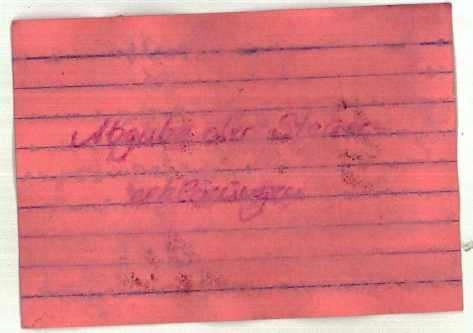 Abgabe der Steuer-
erklärungen